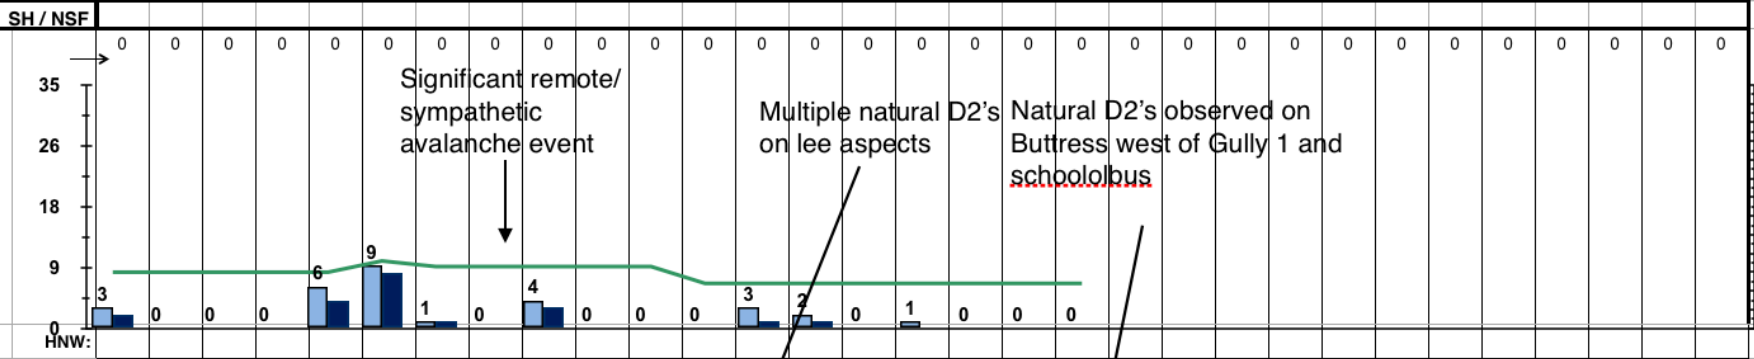 SH / NSF
0 0 0 0 0 0 0 0 0 0 0 0 0 0 0 0 0 0 0 0 0 0 0 0 0 0 0 0 0 0 0
35
26
18
9
0
Significant remote/
sympathetic
avalanche event
Multiple natural D2's
on lee aspects
Natural D2's observed on
Buttress west of Gully 1 and
schoololbus
3 0 0 0 6 9 1 0 4 0 0 0 3 2 0 1 0 0 0
HNW: